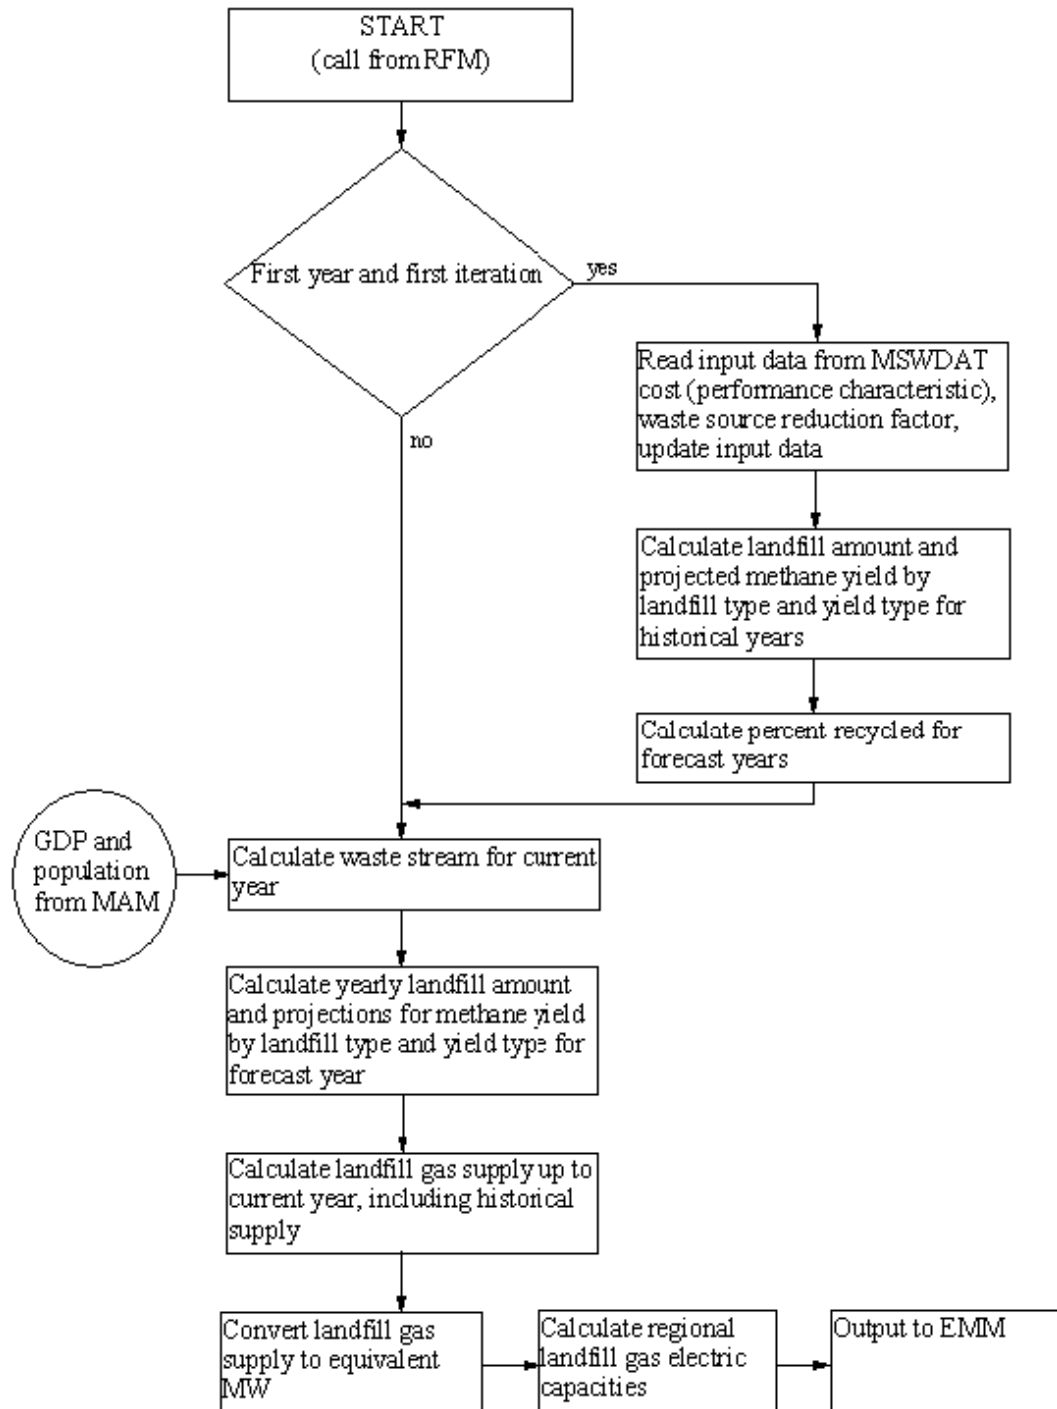 START
(call from RFM)
First year and first iteration
yes
no
Read input data from MSWDAT
cost (performance characteristic),
waste source reduction factor,
update input data
Calculate landfill amount and
projected methane yield by
landfill type and yield type for
historical years
Calculate percent recycled for
forecast years
GDP and
population
from MAM
Calculate waste stream for current
year
Calculate yearly landfill amount
and projections for methane yield
by landfill type and yield type for
forecast year
Calculate landfill gas supply up to
current year, including historical
supply
Convert landfill gas
supply to equivalent
MW
Calculate regional
landfill gas electric
capacities
Output to EMM